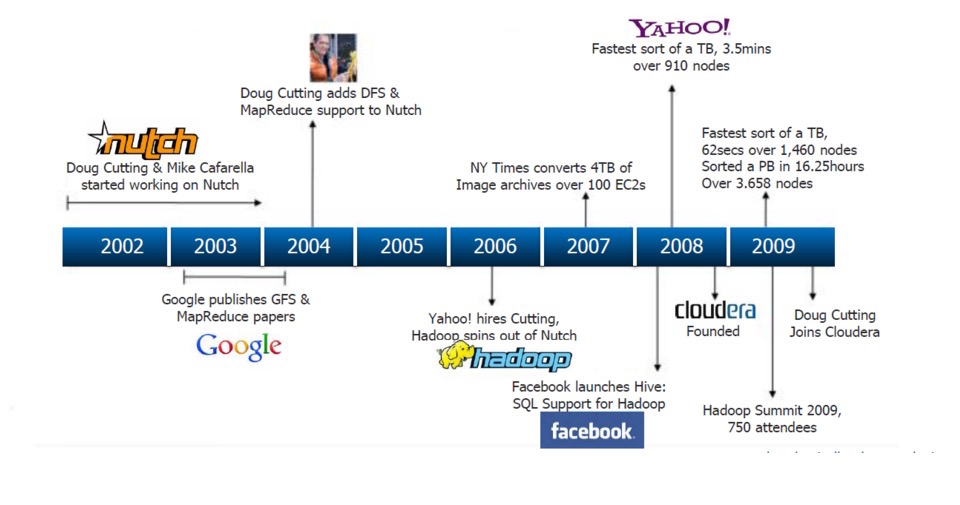 YAHOO!
Fastest sort of a TB, 3.5mins
over 910 nodes
Doug Cutting adds DFS &
MapReduce support to Nutch
nutch
Doug Cutting & Mike Cafarella
started working on Nutch
NY Times converts 4TB of
Image archives over 100 EC2s
Fastest sort of a TB,
62secs over 1,460 nodes
Sorted a PB in 16.25hours
Over 3.658 nodes
2002 2003 2004 2005 2006 2007 2008 2009
Google publishes GFS &
MapReduce papers
Google
Yahoo! hires Cutting,
Hadoop spins out of Nutch
hadoop
Facebook launches Hive:
SQL Support for Hadoop
facebook
cloudera
Founded
Doug Cutting
Joins Cloudera
Hadoop Summit 2009,
750 attendees